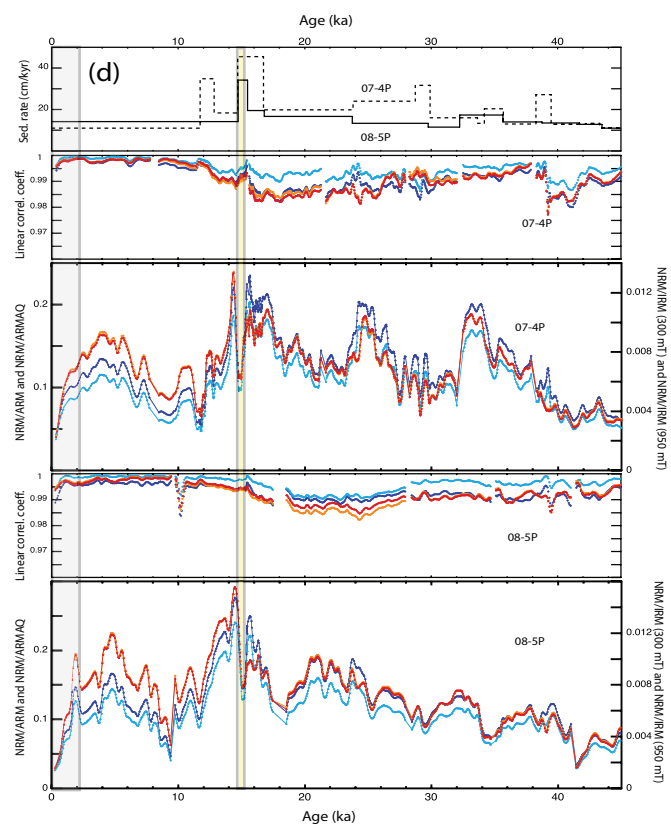 Age (ka)
0 10 20 30 40
(d)
Sed. rate (cm/kyr)
40
20
07-4P
08-5P
Linear correl. coeff.
1
0.99
0.98
0.97
07-4P
NRM/ARM and NRM/ARMAQ
0.2
0.1
07-4P
0.012
0.008
0.004
0
NRM/IRM (300 mT) and NRM/IRM (950 mT)
Linear correl. coeff.
1
0.99
0.98
0.97
08-5P
NRM/ARM and NRM/ARMAQ
0.2
0.1
0
08-5P
0.012
0.008
0.004
0
NRM/IRM (300 mT) and NRM/IRM (950 mT)
0 10 20 30 40
Age (ka)